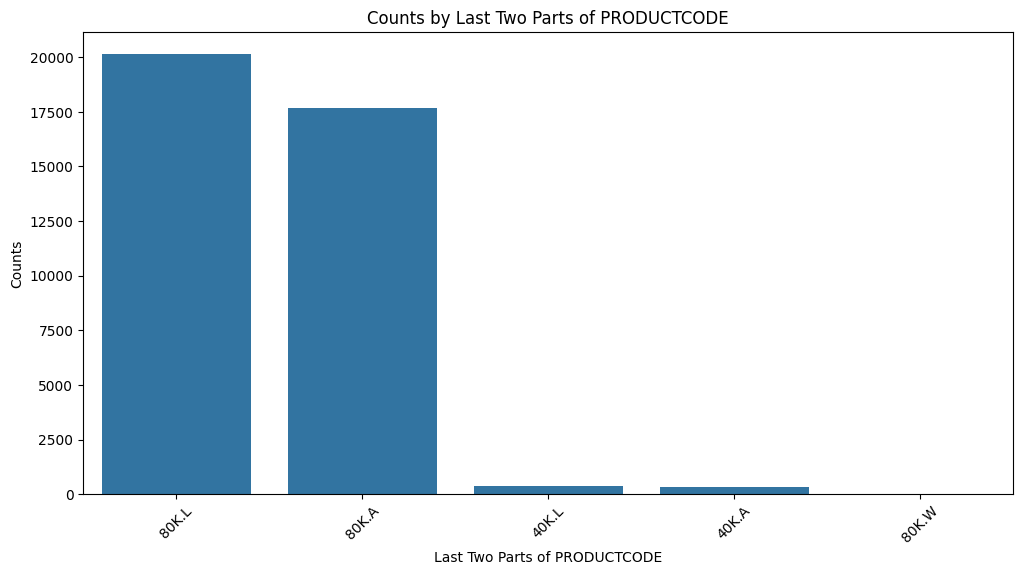 Counts by Last Two Parts of PRODUCTCODE
20000
17500
15000
12500
10000
7500
5000
2500
0
Counts
80K.L
80K.A
40K.L
40K.A
80K.W
Last Two Parts of PRODUCTCODE